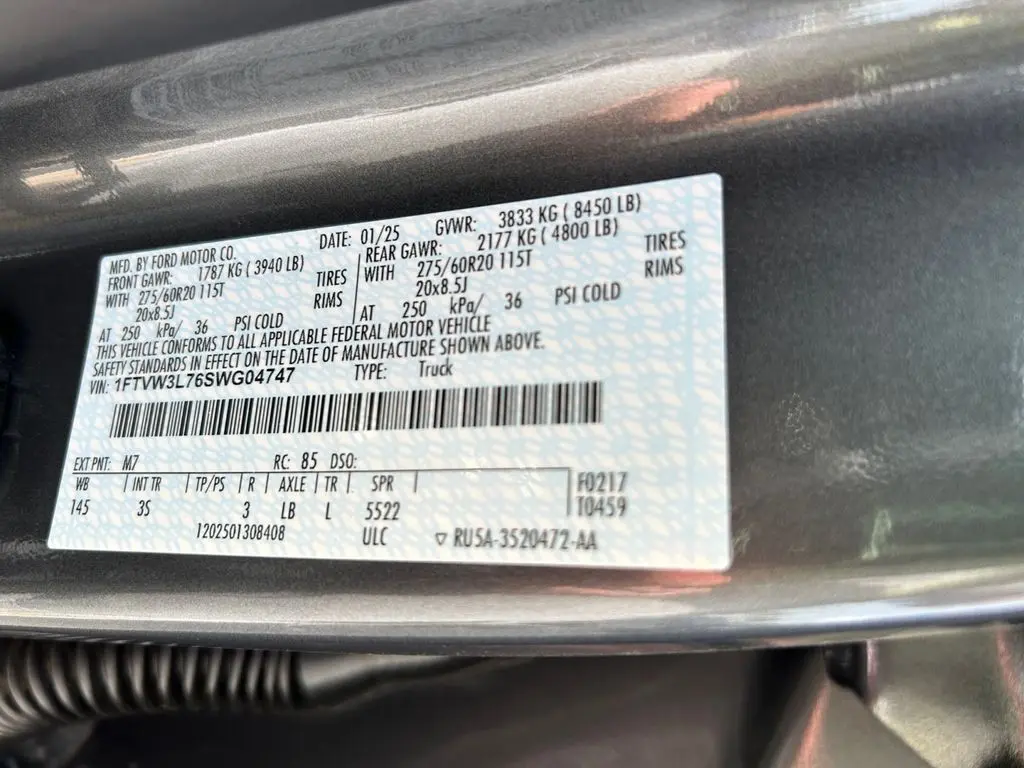 MFD. BY FORD MOTOR CO. DATE: 01/25 GVWR: 3833 KG ( 8450 LB)
FRONT GAWR: 1787 KG ( 3940 LB) REAR GAWR: 2177 KG ( 4800 LB)
WITH 275/60R20 115T TIRES WITH 275/60R20 115T TIRES
20x8.5J RIMS 20x8.5J RIMS
AT 250 kPa/ 36 PSI COLD AT 250 kPa/ 36 PSI COLD
THIS VEHICLE CONFORMS TO ALL APPLICABLE FEDERAL MOTOR VEHICLE
SAFETY STANDARDS IN EFFECT ON THE DATE OF MANUFACTURE SHOWN ABOVE.
VIN: 1FTVW3L76SWG04747 TYPE: Truck
EXT PNT: M7 RC: 85 DSO:
WB INT TR TP/PS R AXLE TR SPR F0217
145 3S 3 LB L 5522 T0459
1202501308408 ULC ▽ RU5A-3520472-AA